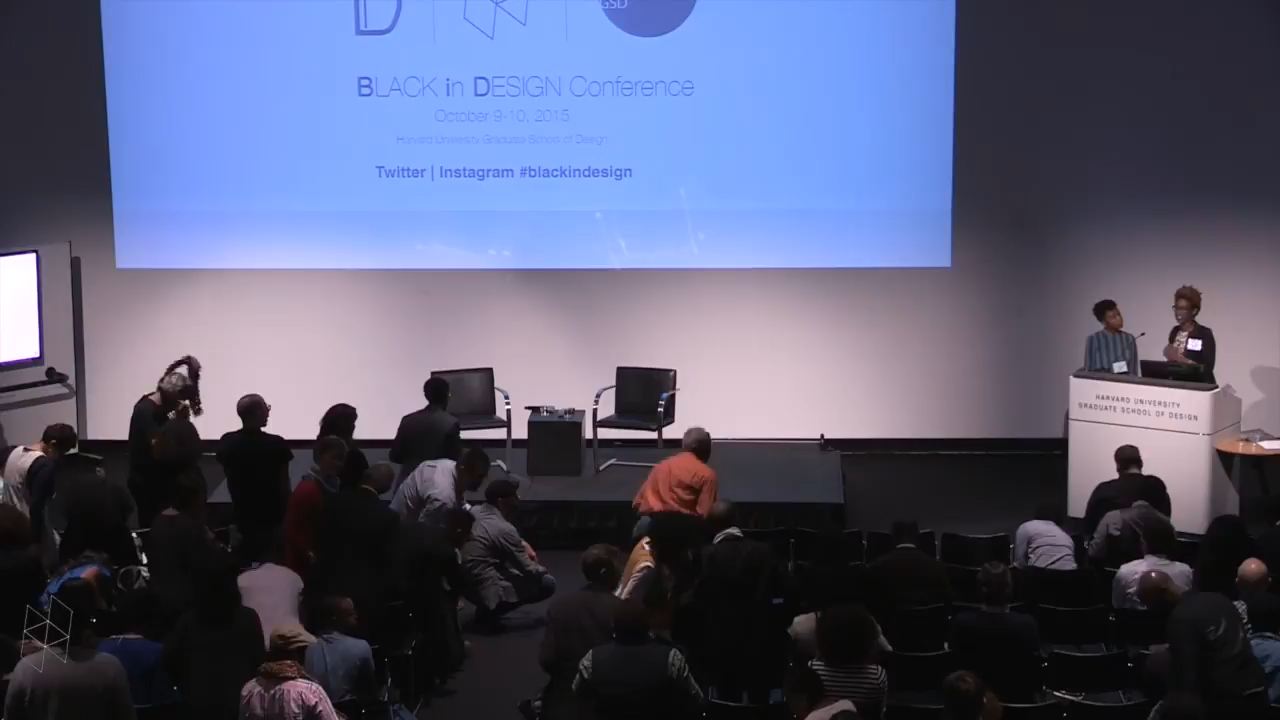 GSD
BLACK in DESIGN Conference
October 9-10, 2015
Harvard University Graduate School of Design
Twitter | Instagram #blackindesign
HARVARD UNIVERSITY
GRADUATE SCHOOL OF DESIGN